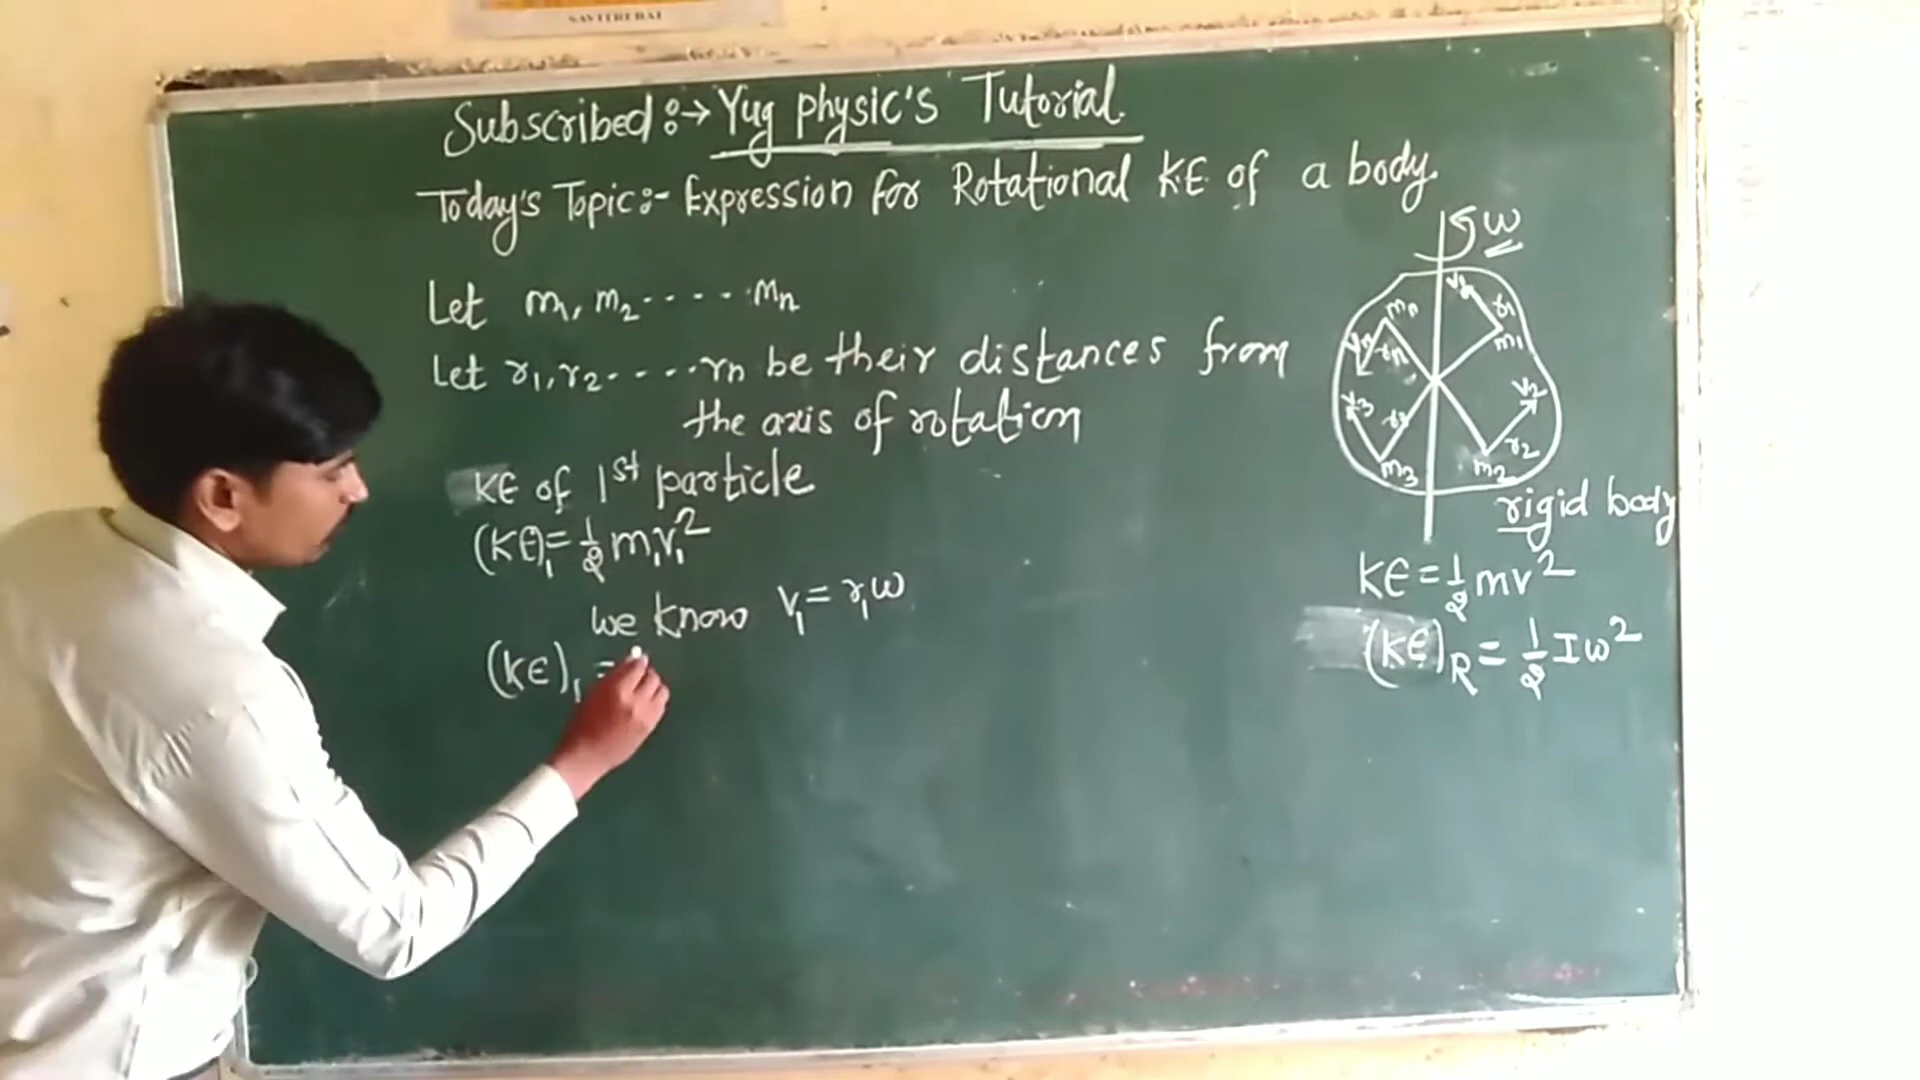 SAVITRIBAI
Subscribed :→ Yug physic's Tutorial.
Today's Topic:- Expression for Rotational KE of a body.
Let m₁, m₂ ----- mₙ
Let r₁, r₂ ----- rₙ be their distances from
the axis of rotation
KE of 1st particle
(KE)₁ = ½ m₁v₁²
we know v₁ = r₁ω
(KE)₁ =
ω
v₁ r₁ m₁
mₙ vₙ rₙ
v₃ r₃ m₃
v₂ r₂ m₂
rigid body
KE = ½ mv²
(KE)R = ½ Iω²